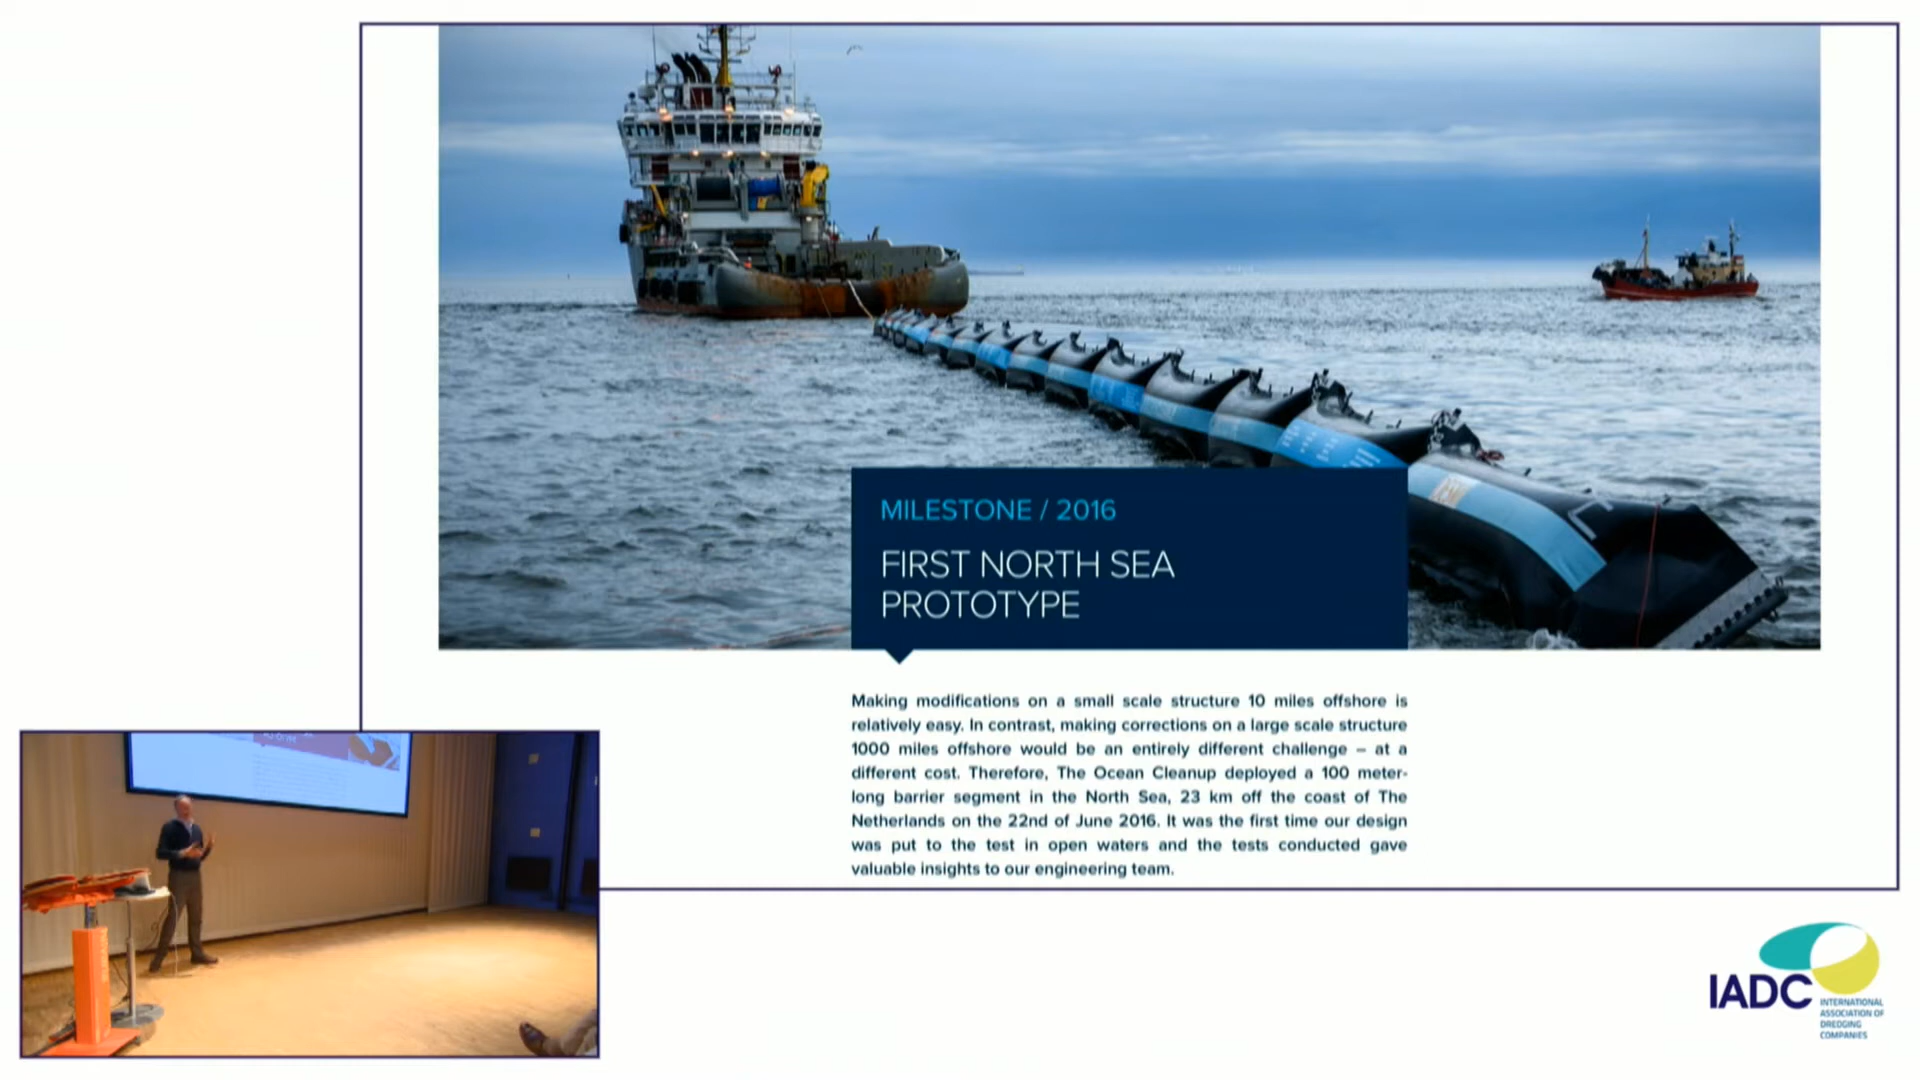 MILESTONE / 2016
FIRST NORTH SEA
PROTOTYPE
Making modifications on a small scale structure 10 miles offshore is
relatively easy. In contrast, making corrections on a large scale structure
1000 miles offshore would be an entirely different challenge – at a
different cost. Therefore, The Ocean Cleanup deployed a 100 meter-
long barrier segment in the North Sea, 23 km off the coast of The
Netherlands on the 22nd of June 2016. It was the first time our design
was put to the test in open waters and the tests conducted gave
valuable insights to our engineering team.
IADC
INTERNATIONAL
ASSOCIATION OF
DREDGING
COMPANIES